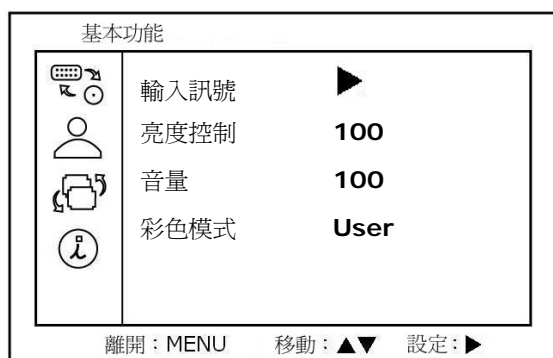 基本功能
輸入訊號 ▶
亮度控制 100
音量 100
彩色模式 User
離開：MENU 移動：▲▼ 設定：▶